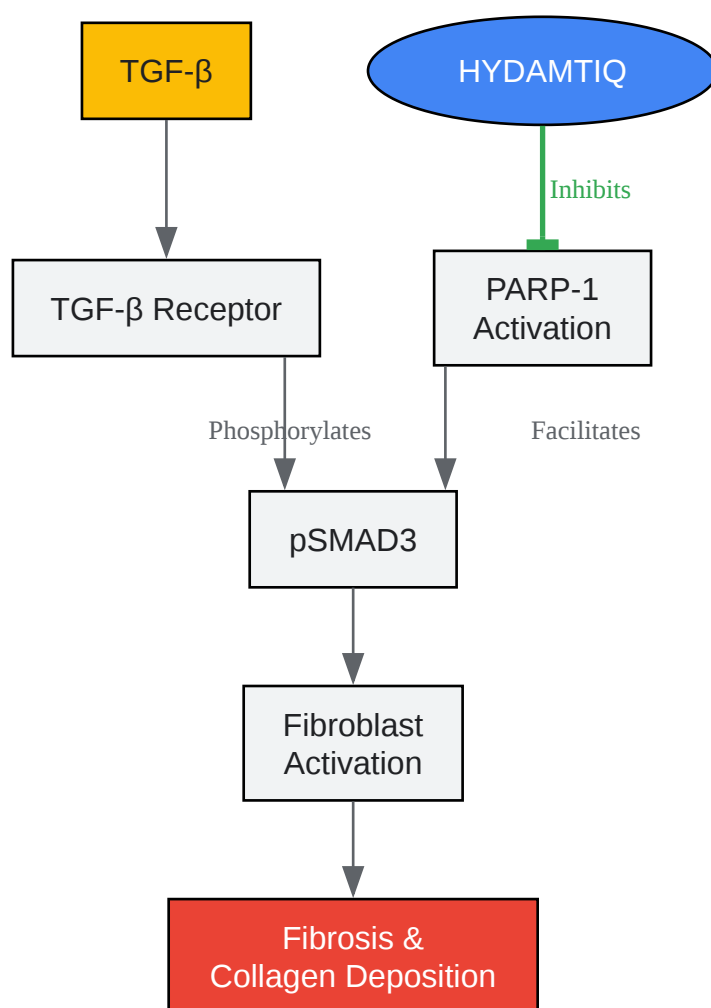 TGF-β
HYDAMTIQ
Inhibits
TGF-β Receptor
PARP-1
Activation
Phosphorylates
Facilitates
pSMAD3
Fibroblast
Activation
Fibrosis &
Collagen Deposition